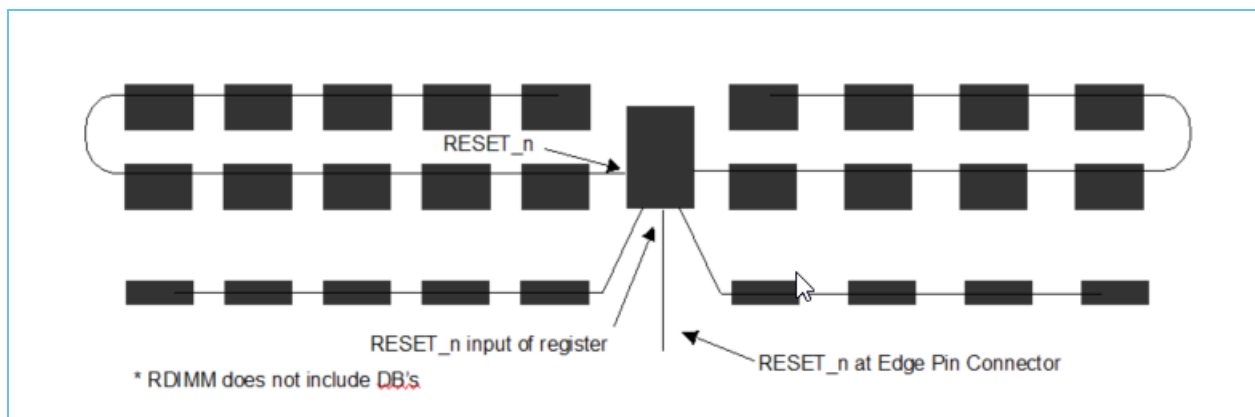 RESET_n
RESET_n input of register
RESET_n at Edge Pin Connector
* RDIMM does not include DB's